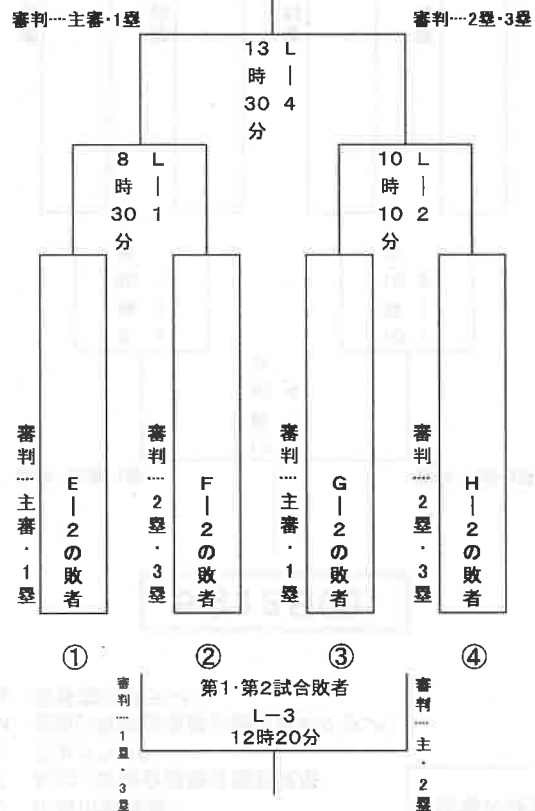 審判…主審・1塁
審判…2塁・3塁
L—4
13時30分
L—1
8時30分
L—2
10時10分
審判…主審・1塁
E—2の敗者
審判…2塁・3塁
F—2の敗者
審判…主審・1塁
G—2の敗者
審判…2塁・3塁
H—2の敗者
①
②
③
④
審判…1塁・3塁
第1・第2試合敗者
L—3
12時20分
審判…主・2塁